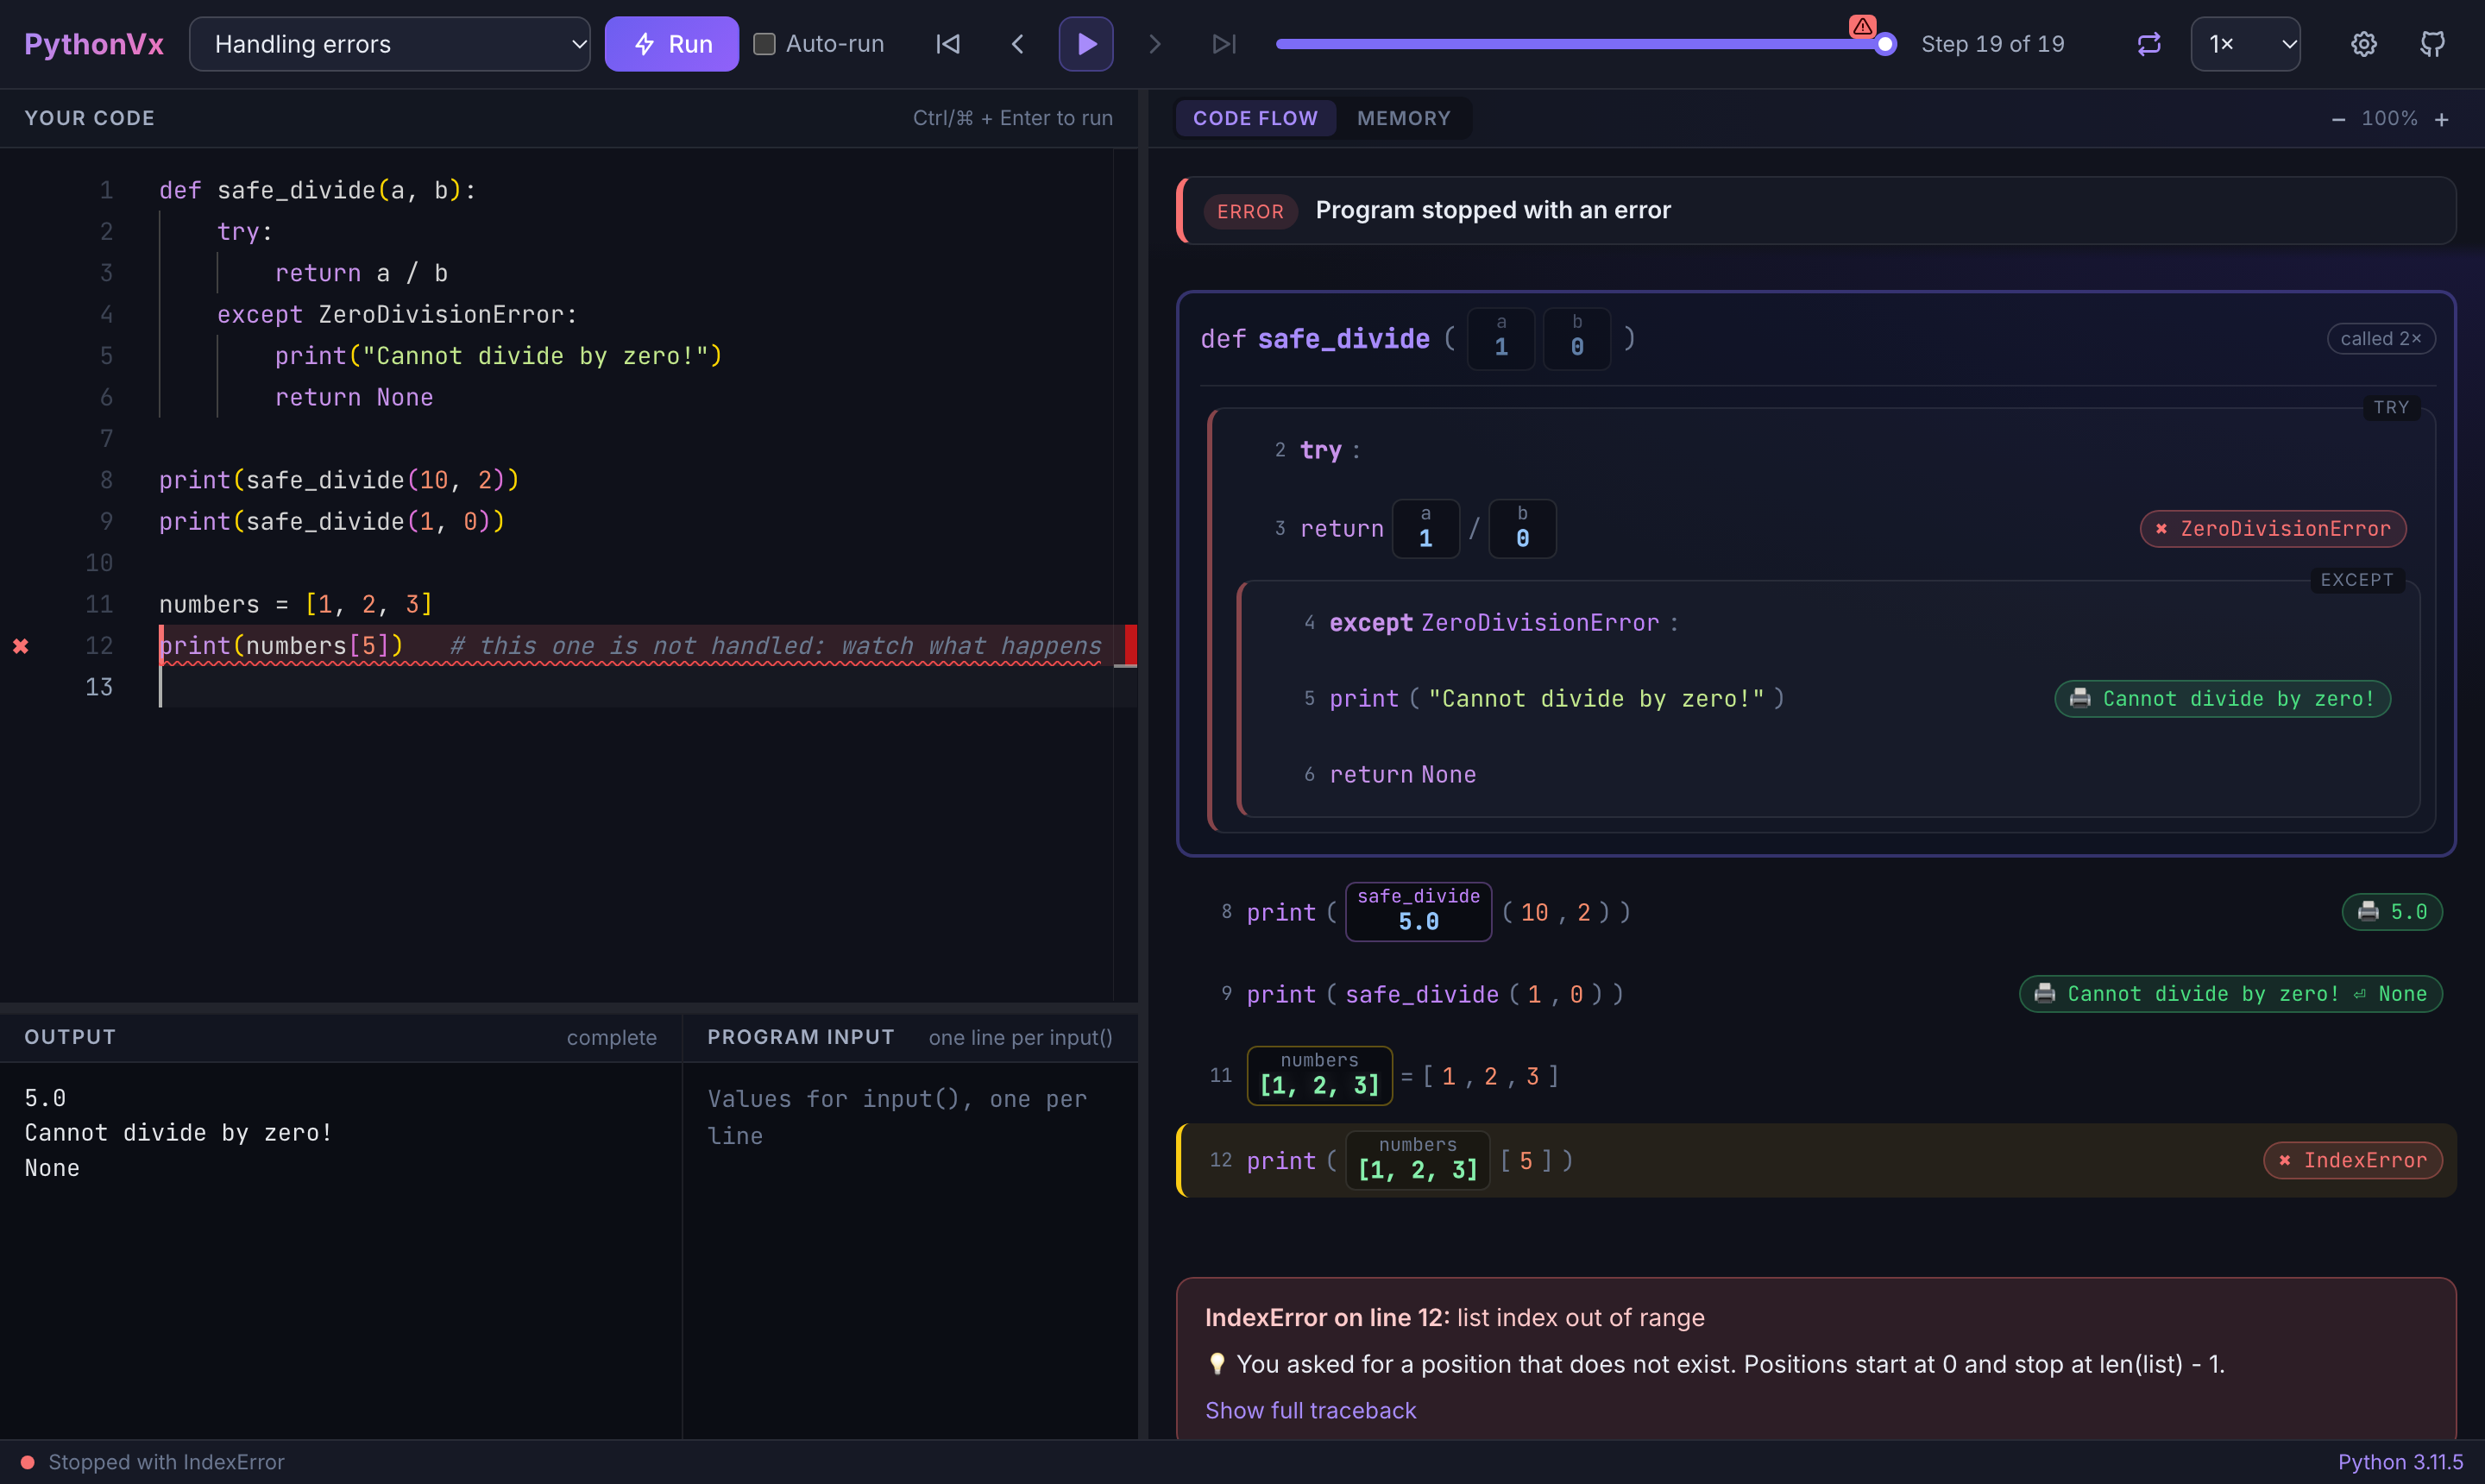 PythonVx
Handling errors
Run
Auto-run
Step 19 of 19
1×
YOUR CODE
Ctrl/⌘ + Enter to run
1 def safe_divide(a, b):
2     try:
3         return a / b
4     except ZeroDivisionError:
5         print("Cannot divide by zero!")
6         return None
7
8 print(safe_divide(10, 2))
9 print(safe_divide(1, 0))
10
11 numbers = [1, 2, 3]
✖ 12 print(numbers[5])   # this one is not handled: watch what happens
13
OUTPUT
complete
5.0
Cannot divide by zero!
None
PROGRAM INPUT
one line per input()
Values for input(), one per
line
CODE FLOW
MEMORY
− 100% +
ERROR Program stopped with an error
def safe_divide ( a 1 b 0 )
called 2×
TRY
2 try :
3 return a 1 / b 0
✖ ZeroDivisionError
EXCEPT
4 except ZeroDivisionError :
5 print ( "Cannot divide by zero!" )
Cannot divide by zero!
6 return None
8 print ( safe_divide 5.0 ( 10 , 2 ) )
5.0
9 print ( safe_divide ( 1 , 0 ) )
Cannot divide by zero! ⏎ None
11 numbers [1, 2, 3] = [ 1 , 2 , 3 ]
12 print ( numbers [1, 2, 3] [ 5 ] )
✖ IndexError
IndexError on line 12: list index out of range
You asked for a position that does not exist. Positions start at 0 and stop at len(list) - 1.
Show full traceback
Stopped with IndexError
Python 3.11.5